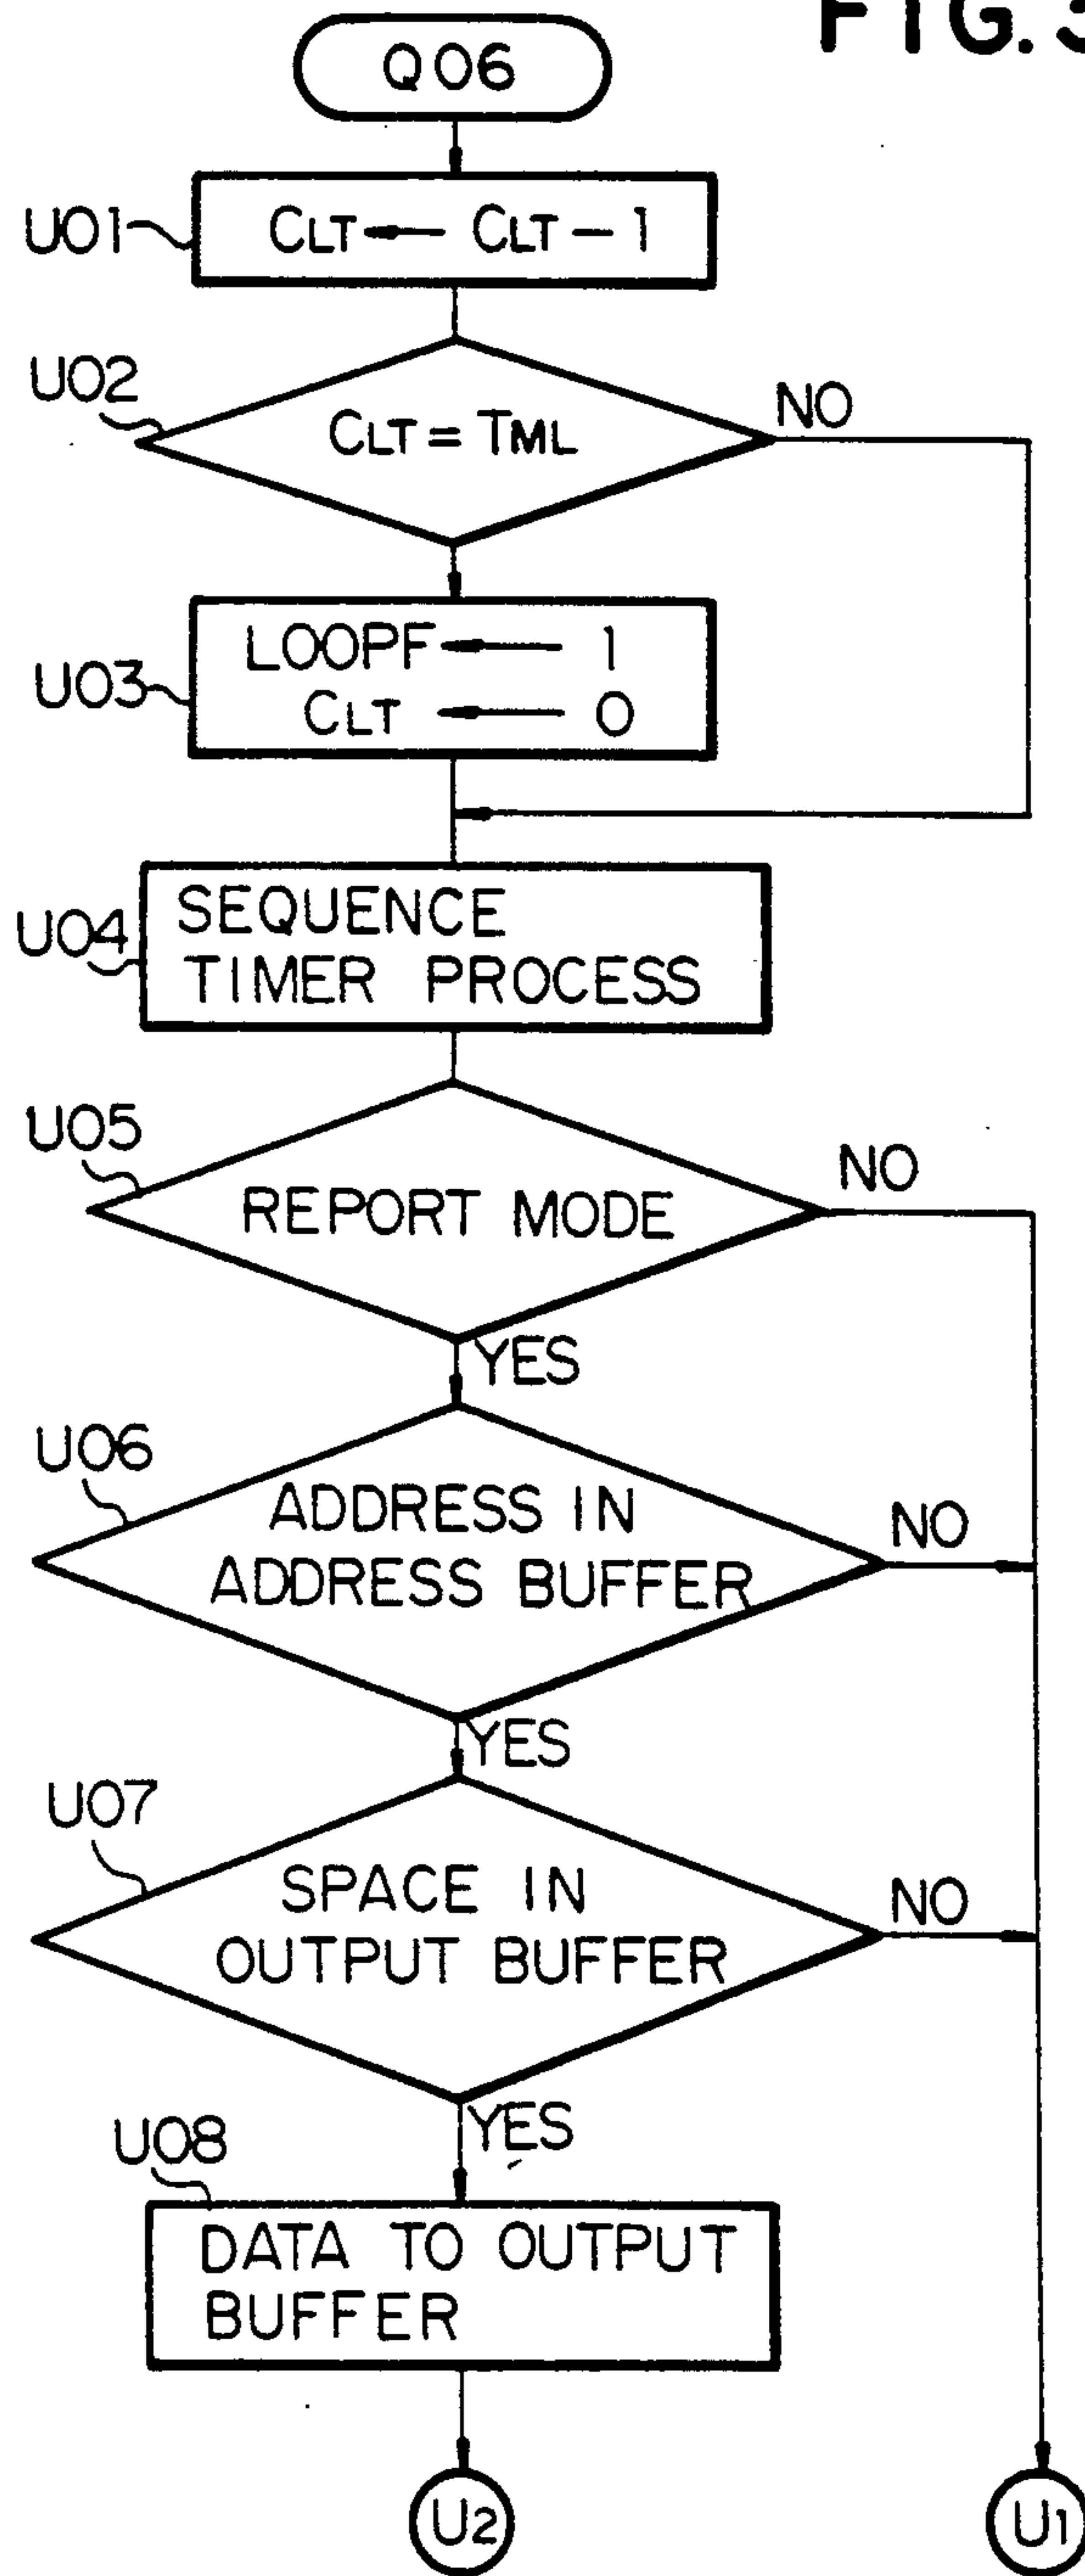 FIG. 3
Q06
U01
CLT ← CLT – 1
U02
CLT = TML
NO
U03
LOOPF ← 1
CLT ← 0
U04
SEQUENCE
TIMER PROCESS
U05
REPORT MODE
NO
YES
U06
ADDRESS IN
ADDRESS BUFFER
NO
YES
U07
SPACE IN
OUTPUT BUFFER
NO
YES
U08
DATA TO OUTPUT
BUFFER
U2
U1